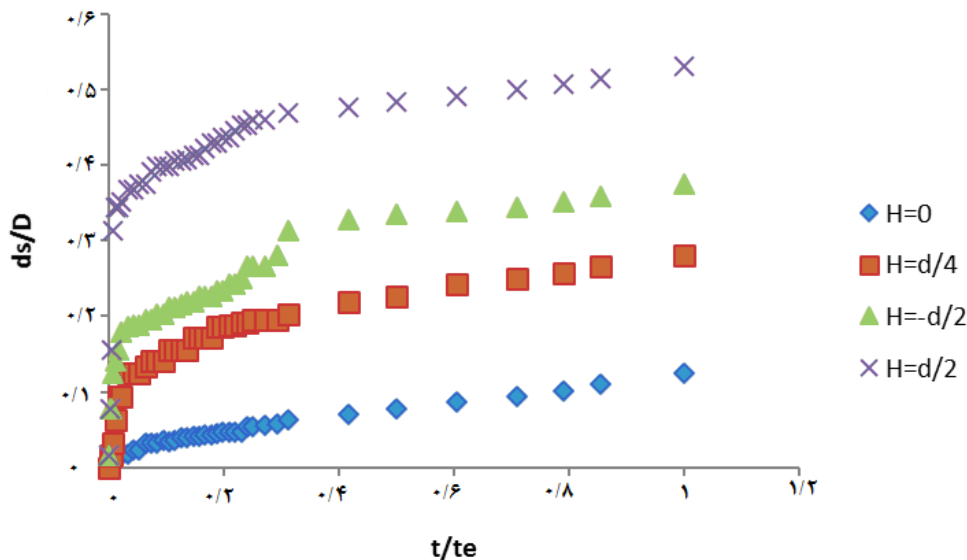 ۰/۶
۰/۵
۰/۴
۰/۳
۰/۲
۰/۱
۰
ds/D
۰ ۰/۲ ۰/۴ ۰/۶ ۰/۸ ۱ ۱/۲
t/te
H=0
H=d/4
H=-d/2
H=d/2